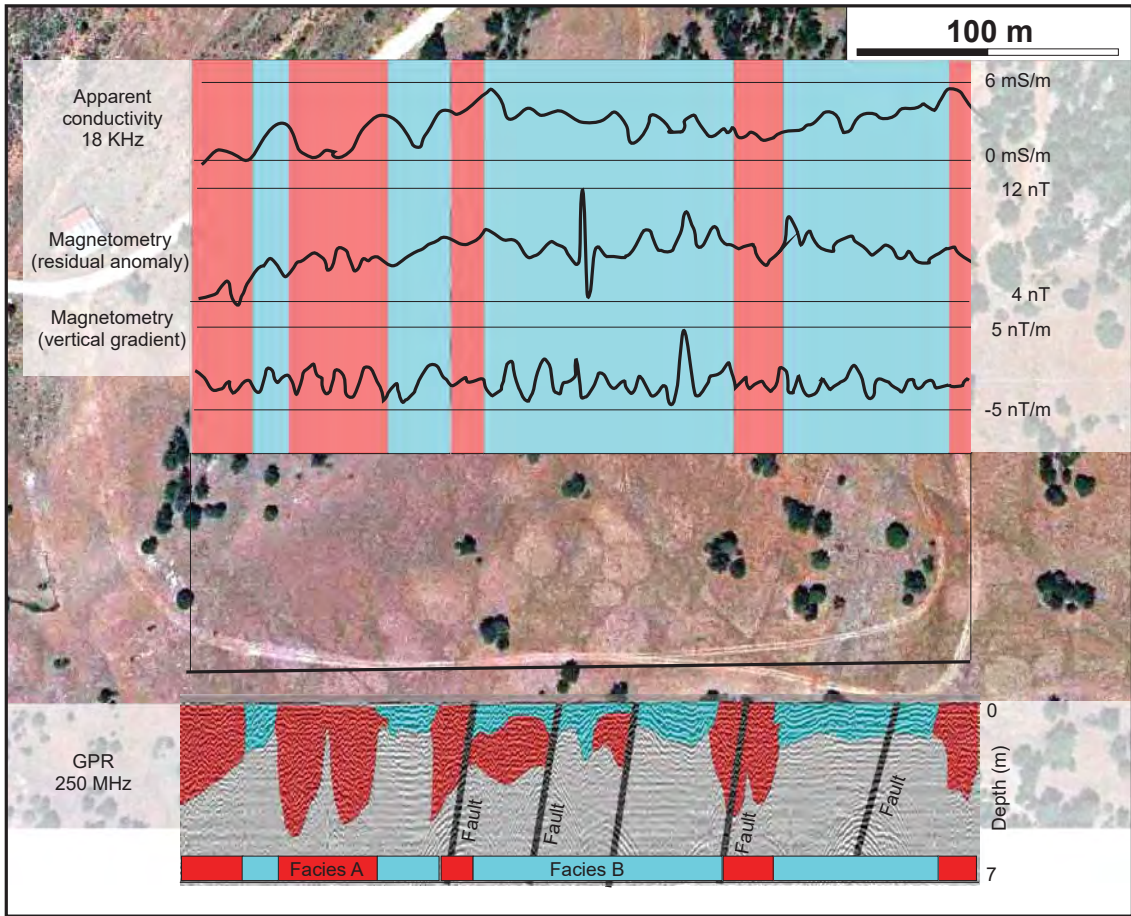 100 m
Apparent
conductivity
18 KHz
6 mS/m
0 mS/m
12 nT
Magnetometry
(residual anomaly)
4 nT
Magnetometry
(vertical gradient)
5 nT/m
-5 nT/m
0
GPR
250 MHz
Depth (m)
Fault
Fault
Fault
Fault
Facies A
Facies B
7